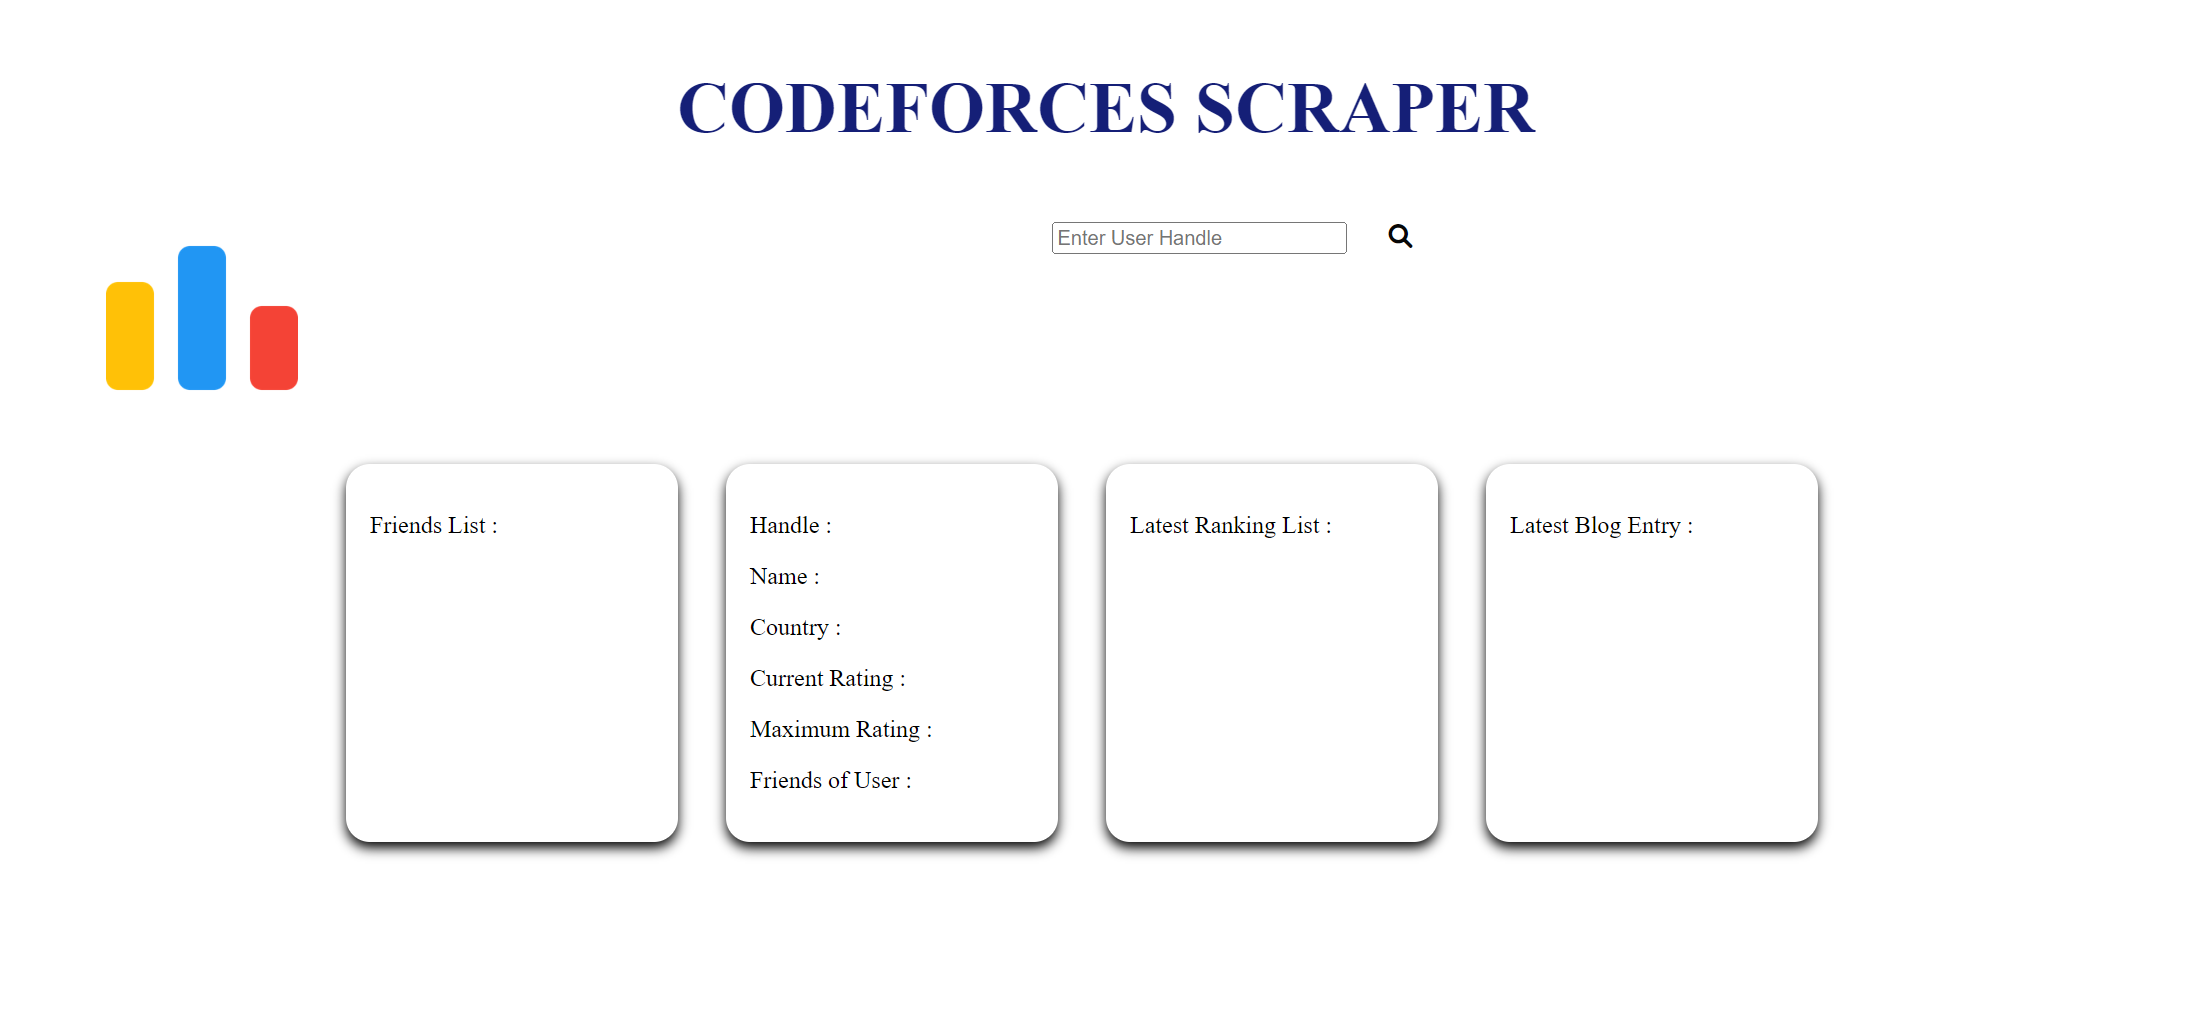 CODEFORCES SCRAPER
Enter User Handle
Friends List :
Handle :
Name :
Country :
Current Rating :
Maximum Rating :
Friends of User :
Latest Ranking List :
Latest Blog Entry :